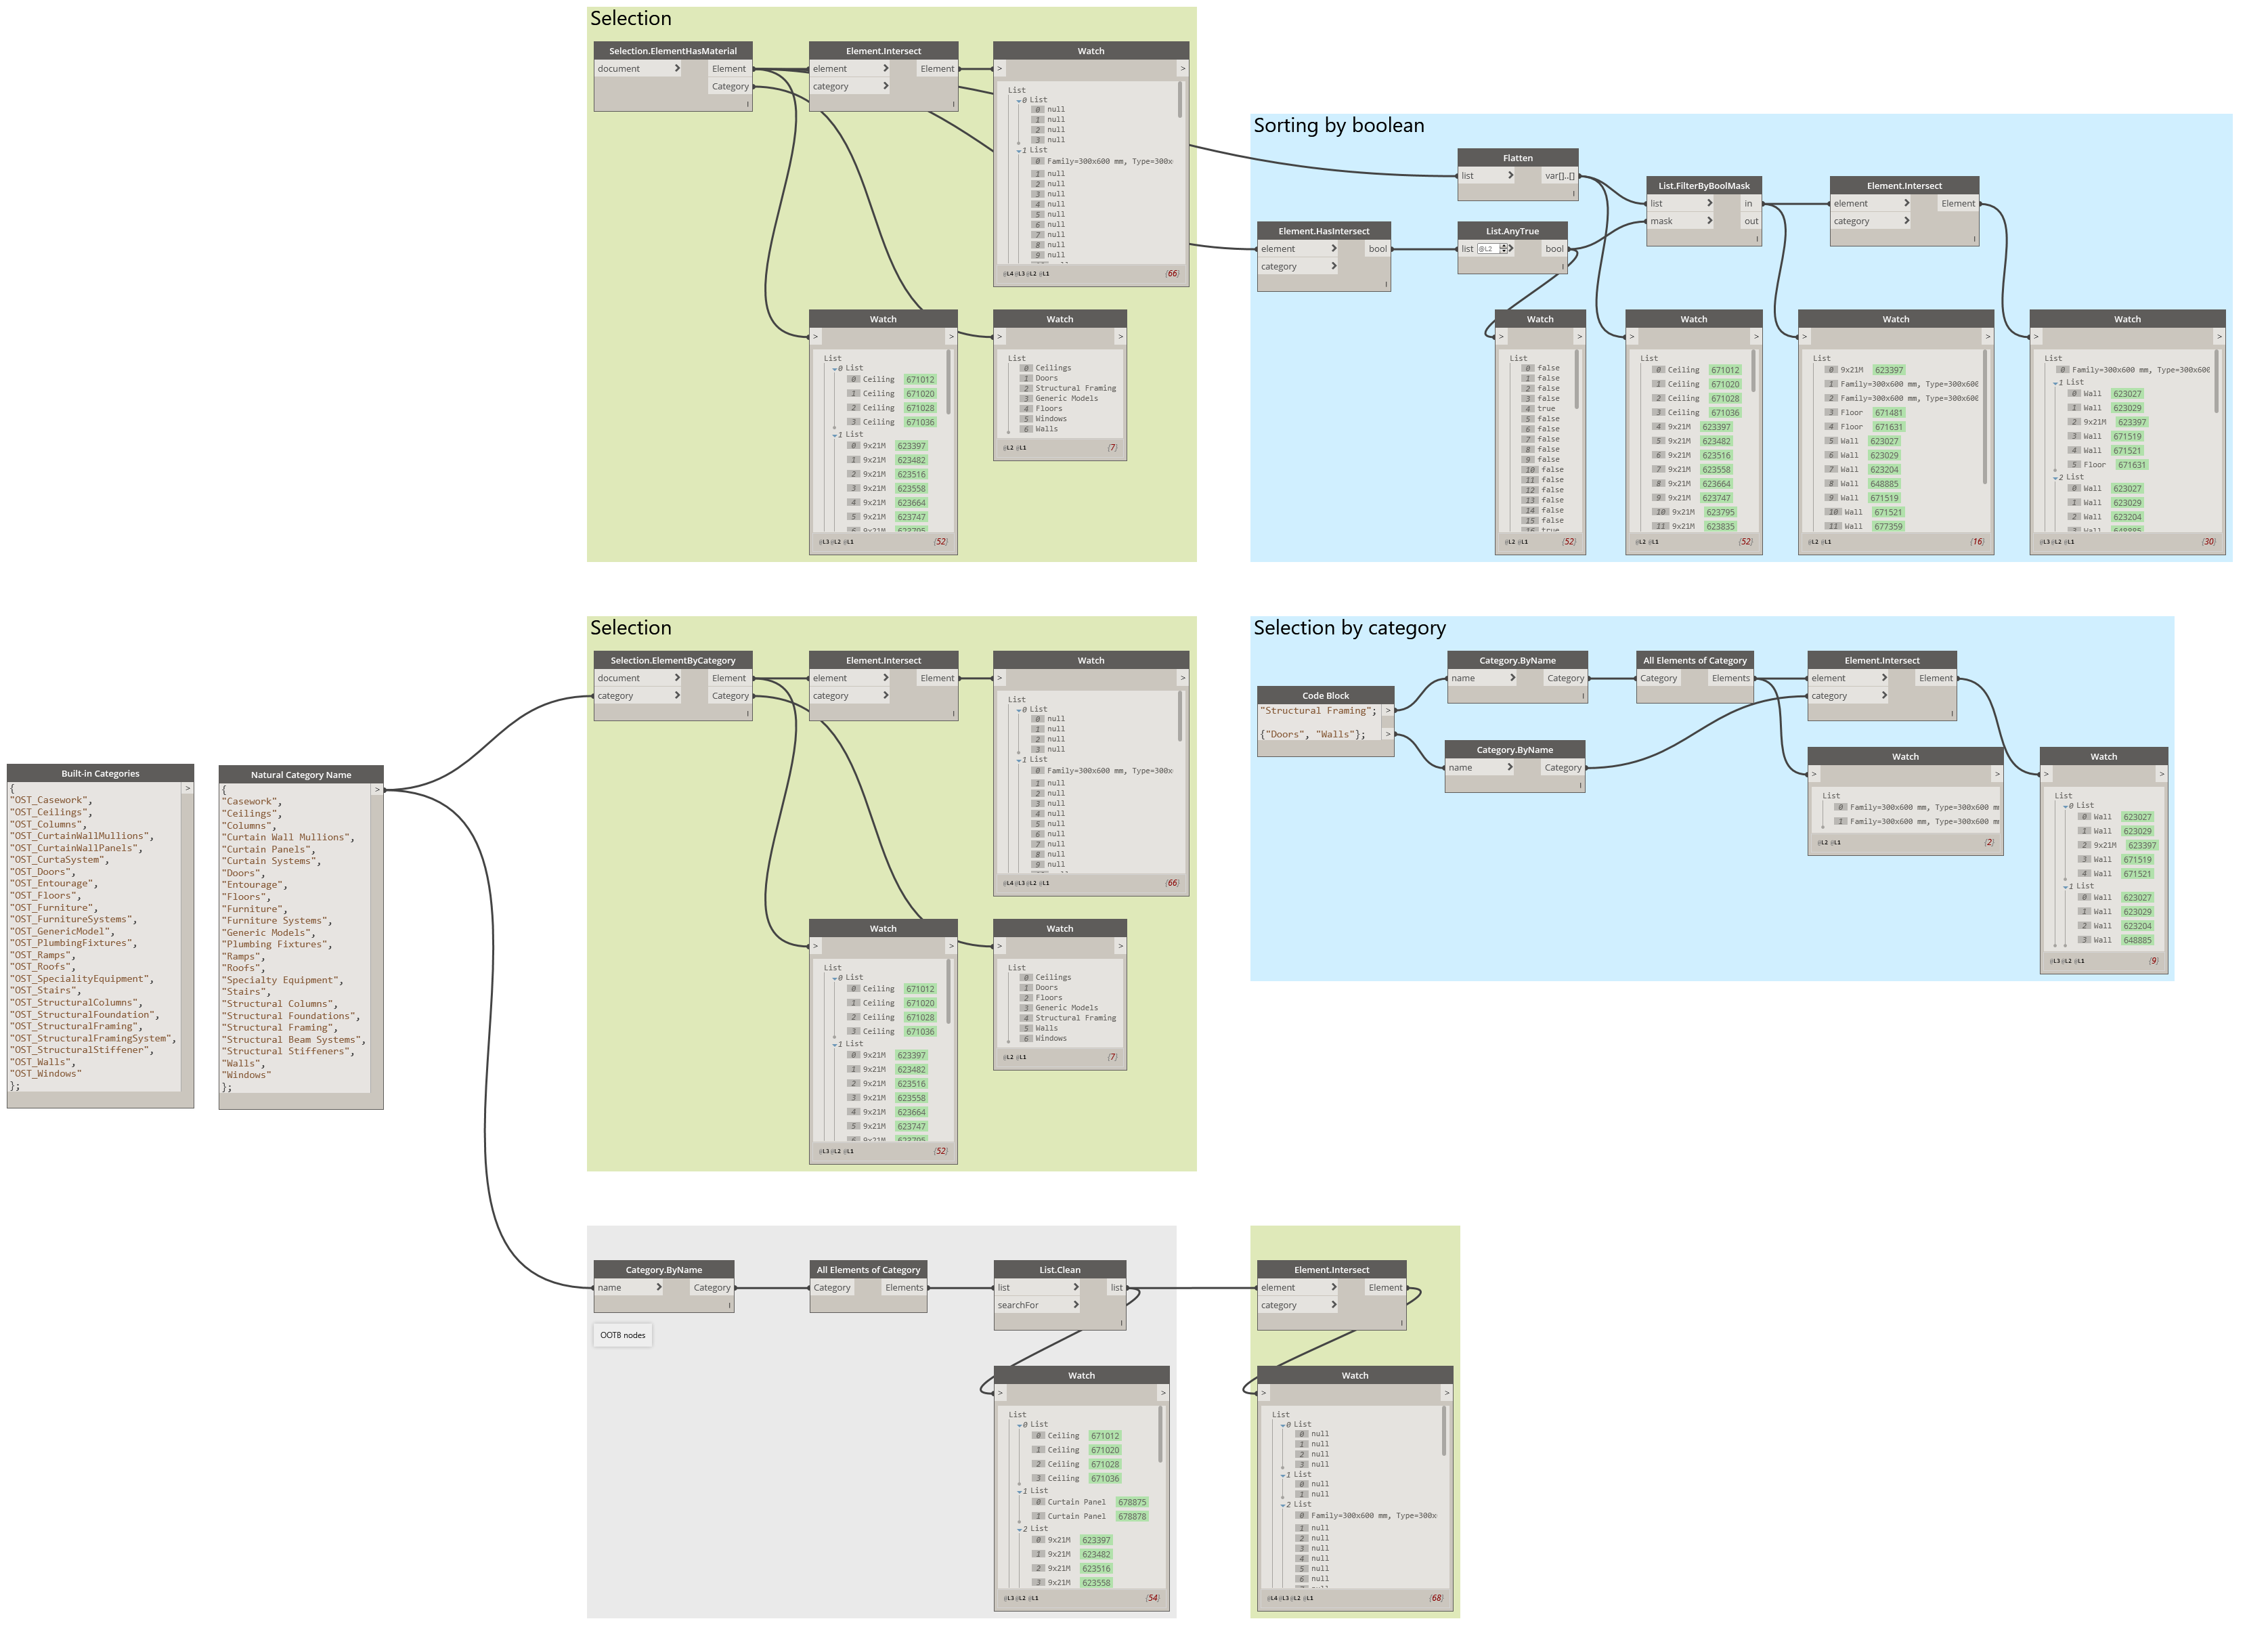 Selection
Selection.ElementHasMaterial
document
Element
Category
Element.Intersect
element
category
Element
Watch
List
0 List
0 null
1 null
2 null
3 null
1 List
0 Family=300x600 mm, Type=300x
1 null
2 null
3 null
4 null
5 null
6 null
7 null
8 null
9 null
@L4 @L3 @L2 @L1
{66}
Watch
List
0 List
0 Ceiling 671012
1 Ceiling 671020
2 Ceiling 671028
3 Ceiling 671036
1 List
0 9x21M 623397
1 9x21M 623482
2 9x21M 623516
3 9x21M 623558
4 9x21M 623664
5 9x21M 623747
6 9x21M 623795
@L3 @L2 @L1
{52}
Watch
List
0 Ceilings
1 Doors
2 Structural Framing
3 Generic Models
4 Floors
5 Windows
6 Walls
@L2 @L1
{7}
Sorting by boolean
Flatten
list
var[]..[]
Element.HasIntersect
element
category
bool
List.AnyTrue
list @L2
bool
List.FilterByBoolMask
list
mask
in
out
Element.Intersect
element
category
Element
Watch
List
0 false
1 false
2 false
3 false
4 true
5 false
6 false
7 false
8 false
9 false
10 false
11 false
12 false
13 false
14 false
15 false
16 true
@L2 @L1
{52}
Watch
List
0 Ceiling 671012
1 Ceiling 671020
2 Ceiling 671028
3 Ceiling 671036
4 9x21M 623397
5 9x21M 623482
6 9x21M 623516
7 9x21M 623558
8 9x21M 623664
9 9x21M 623747
10 9x21M 623795
11 9x21M 623835
@L2 @L1
{52}
Watch
List
0 9x21M 623397
1 Family=300x600 mm, Type=300x600
2 Family=300x600 mm, Type=300x600
3 Floor 671481
4 Floor 671631
5 Wall 623027
6 Wall 623029
7 Wall 623204
8 Wall 648885
9 Wall 671519
10 Wall 671521
11 Wall 677359
@L2 @L1
{16}
Watch
List
0 Family=300x600 mm, Type=300x600
1 List
0 Wall 623027
1 Wall 623029
2 9x21M 623397
3 Wall 671519
4 Wall 671521
5 Floor 671631
2 List
0 Wall 623027
1 Wall 623029
2 Wall 623204
3 Wall 648885
@L3 @L2 @L1
{30}
Built-in Categories
{
"OST_Casework",
"OST_Ceilings",
"OST_Columns",
"OST_CurtainWallMullions",
"OST_CurtainWallPanels",
"OST_CurtaSystem",
"OST_Doors",
"OST_Entourage",
"OST_Floors",
"OST_Furniture",
"OST_FurnitureSystems",
"OST_GenericModel",
"OST_PlumbingFixtures",
"OST_Ramps",
"OST_Roofs",
"OST_SpecialityEquipment",
"OST_Stairs",
"OST_StructuralColumns",
"OST_StructuralFoundation",
"OST_StructuralFraming",
"OST_StructuralFramingSystem",
"OST_StructuralStiffener",
"OST_Walls",
"OST_Windows"
};
Natural Category Name
{
"Casework",
"Ceilings",
"Columns",
"Curtain Wall Mullions",
"Curtain Panels",
"Curtain Systems",
"Doors",
"Entourage",
"Floors",
"Furniture",
"Furniture Systems",
"Generic Models",
"Plumbing Fixtures",
"Ramps",
"Roofs",
"Specialty Equipment",
"Stairs",
"Structural Columns",
"Structural Foundations",
"Structural Framing",
"Structural Beam Systems",
"Structural Stiffeners",
"Walls",
"Windows"
};
Selection
Selection.ElementByCategory
document
category
Element
Category
Element.Intersect
element
category
Element
Watch
List
0 List
0 null
1 null
2 null
3 null
1 List
0 Family=300x600 mm, Type=300x
1 null
2 null
3 null
4 null
5 null
6 null
7 null
8 null
9 null
@L4 @L3 @L2 @L1
{66}
Watch
List
0 List
0 Ceiling 671012
1 Ceiling 671020
2 Ceiling 671028
3 Ceiling 671036
1 List
0 9x21M 623397
1 9x21M 623482
2 9x21M 623516
3 9x21M 623558
4 9x21M 623664
5 9x21M 623747
6 9x21M 623795
@L3 @L2 @L1
{52}
Watch
List
0 Ceilings
1 Doors
2 Floors
3 Generic Models
4 Structural Framing
5 Walls
6 Windows
@L2 @L1
{7}
Selection by category
Code Block
"Structural Framing";
{"Doors", "Walls"};
Category.ByName
name
Category
Category.ByName
name
Category
All Elements of Category
Category
Elements
Element.Intersect
element
category
Element
Watch
List
0 Family=300x600 mm, Type=300x600 m
1 Family=300x600 mm, Type=300x600 m
@L2 @L1
{2}
Watch
List
0 List
0 Wall 623027
1 Wall 623029
2 9x21M 623397
3 Wall 671519
4 Wall 671521
1 List
0 Wall 623027
1 Wall 623029
2 Wall 623204
3 Wall 648885
@L3 @L2 @L1
{9}
Category.ByName
name
Category
OOTB nodes
All Elements of Category
Category
Elements
List.Clean
list
searchFor
list
Watch
List
0 List
0 Ceiling 671012
1 Ceiling 671020
2 Ceiling 671028
3 Ceiling 671036
1 List
0 Curtain Panel 678875
1 Curtain Panel 678878
2 List
0 9x21M 623397
1 9x21M 623482
2 9x21M 623516
3 9x21M 623558
@L3 @L2 @L1
{54}
Element.Intersect
element
category
Element
Watch
List
0 List
0 null
1 null
2 null
3 null
1 List
0 null
1 null
2 List
0 Family=300x600 mm, Type=300x
1 null
2 null
3 null
4 null
5 null
6 null
@L4 @L3 @L2 @L1
{68}